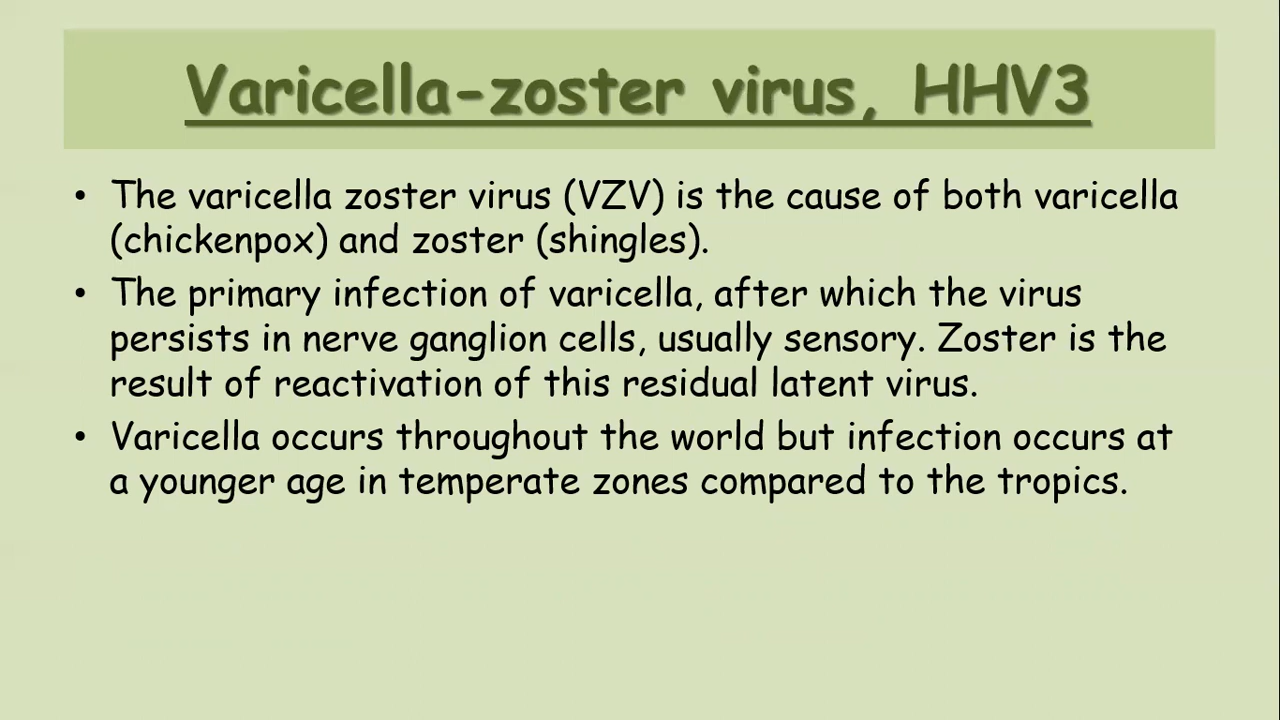 Varicella-zoster virus, HHV3
• The varicella zoster virus (VZV) is the cause of both varicella
(chickenpox) and zoster (shingles).
• The primary infection of varicella, after which the virus
persists in nerve ganglion cells, usually sensory. Zoster is the
result of reactivation of this residual latent virus.
• Varicella occurs throughout the world but infection occurs at
a younger age in temperate zones compared to the tropics.